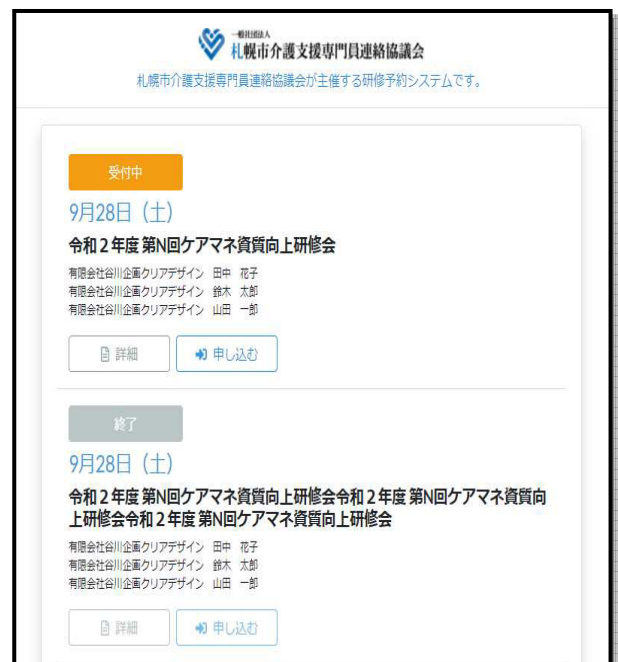 一般社団法人
札幌市介護支援専門員連絡協議会
札幌市介護支援専門員連絡協議会が主催する研修予約システムです。
受付中
9月28日（土）
令和２年度 第N回ケアマネ資質向上研修会
有限会社谷川企画クリアデザイン　田中　花子
有限会社谷川企画クリアデザイン　鈴木　太郎
有限会社谷川企画クリアデザイン　山田　一郎
詳細
申し込む
終了
9月28日（土）
令和２年度 第N回ケアマネ資質向上研修会令和２年度 第N回ケアマネ資質向
上研修会令和２年度 第N回ケアマネ資質向上研修会
有限会社谷川企画クリアデザイン　田中　花子
有限会社谷川企画クリアデザイン　鈴木　太郎
有限会社谷川企画クリアデザイン　山田　一郎
詳細
申し込む